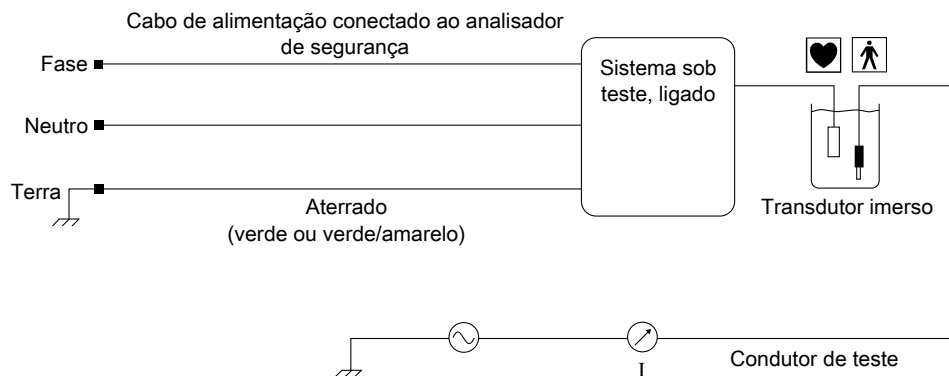 Cabo de alimentação conectado ao analisador
de segurança
Fase
Neutro
Terra
Aterrado
(verde ou verde/amarelo)
Sistema sob
teste, ligado
Transdutor imerso
Condutor de teste
I